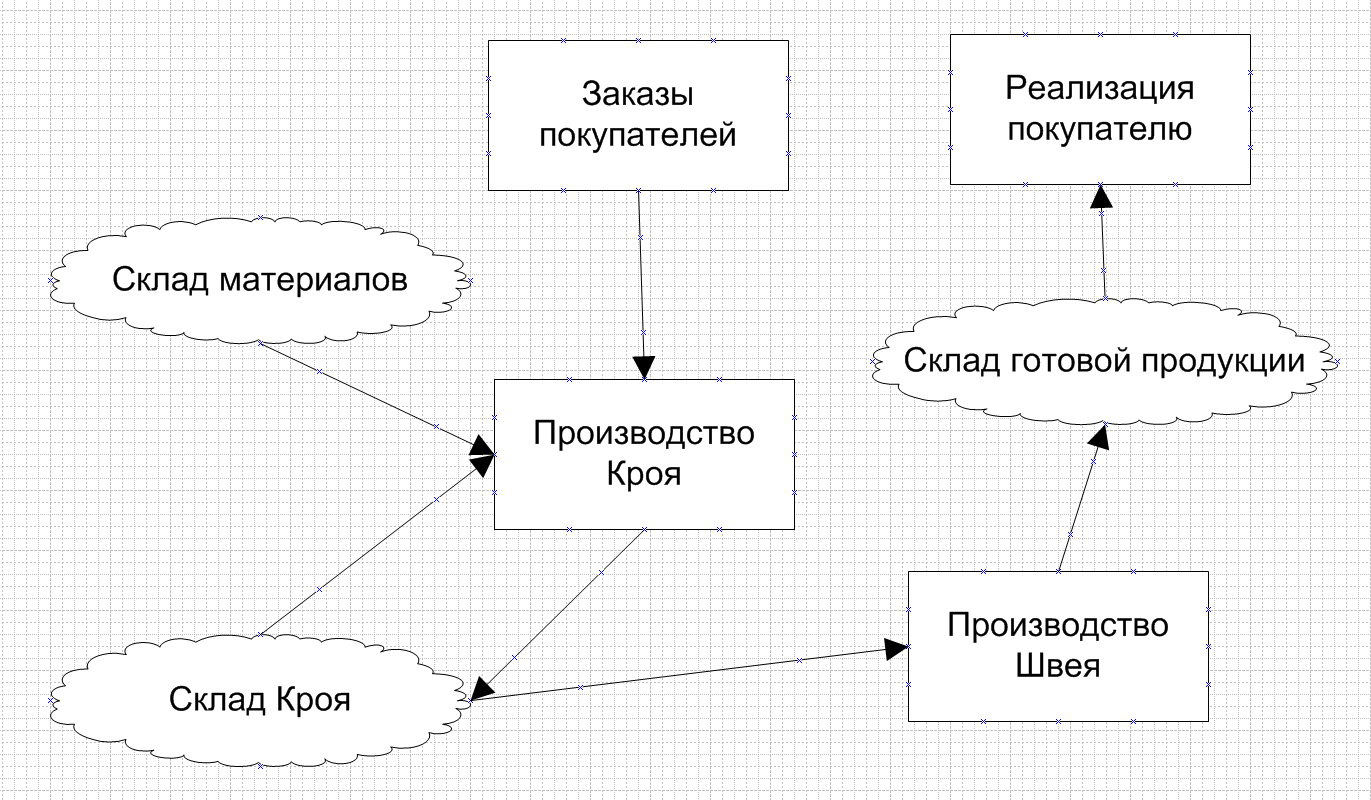 Заказы
покупателей
Реализация
покупателю
Склад материалов
Склад готовой продукции
Производство
Кроя
Производство
Швея
Склад Кроя